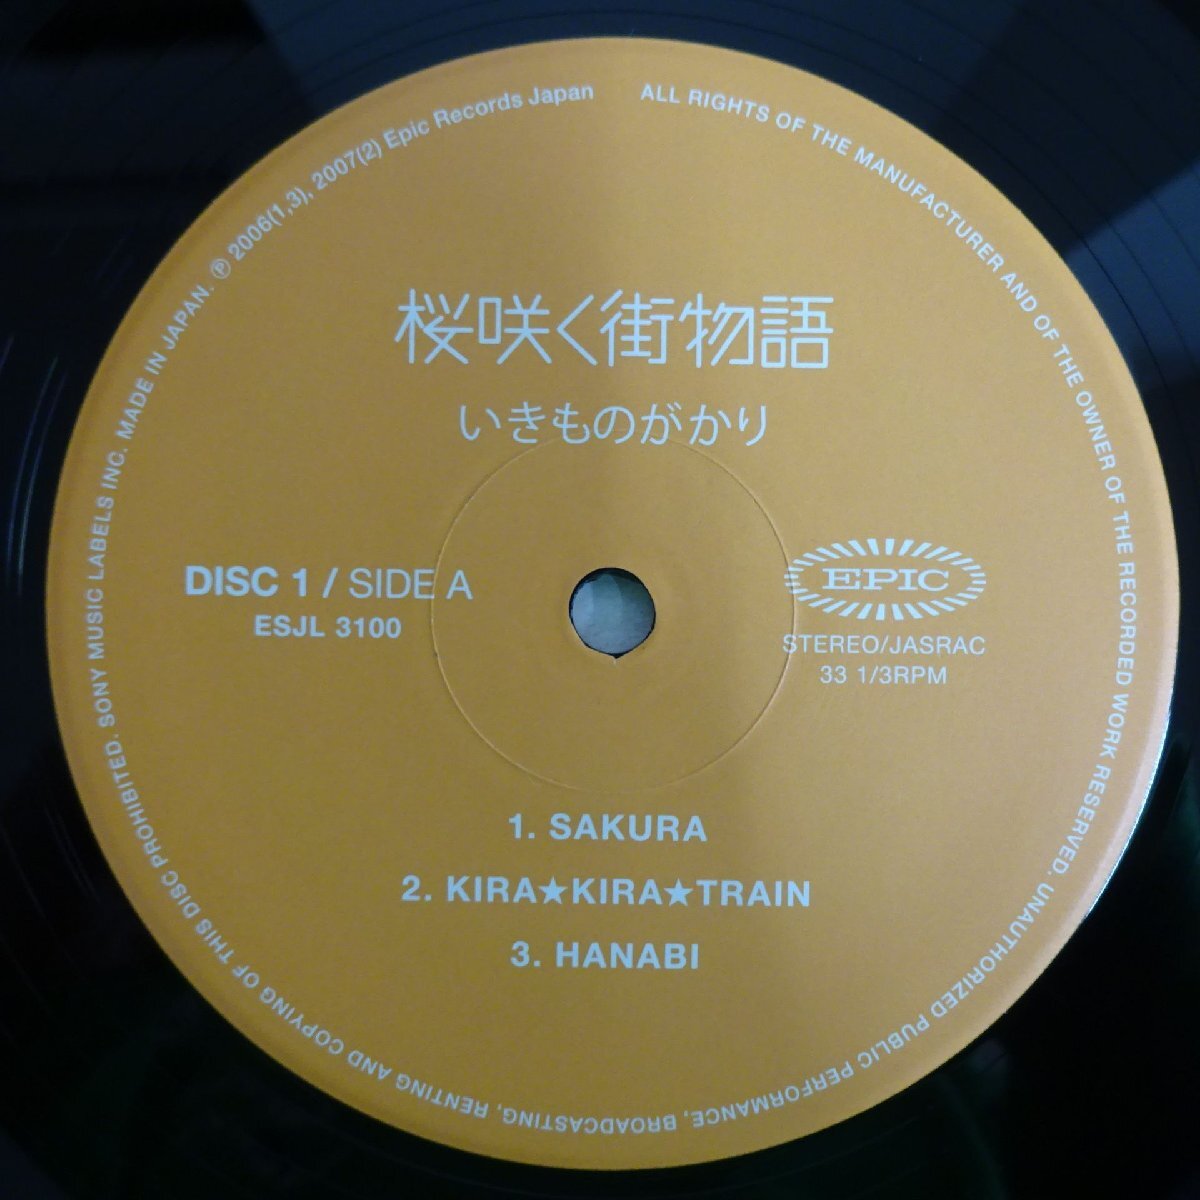 桜咲く街物語
いきものがかり
DISC 1 / SIDE A
ESJL 3100
EPIC
STEREO/JASRAC
33 1/3RPM
1. SAKURA
2. KIRA★KIRA★TRAIN
3. HANABI
ALL RIGHTS OF THE MANUFACTURER AND OF THE OWNER OF THE RECORDED WORK RESERVED. UNAUTHORIZED PUBLIC PERFORMANCE, BROADCASTING, RENTING AND COPYING OF THIS DISC PROHIBITED. SONY MUSIC LABELS INC. MADE IN JAPAN. ℗ 2006(1,3), 2007(2) Epic Records Japan